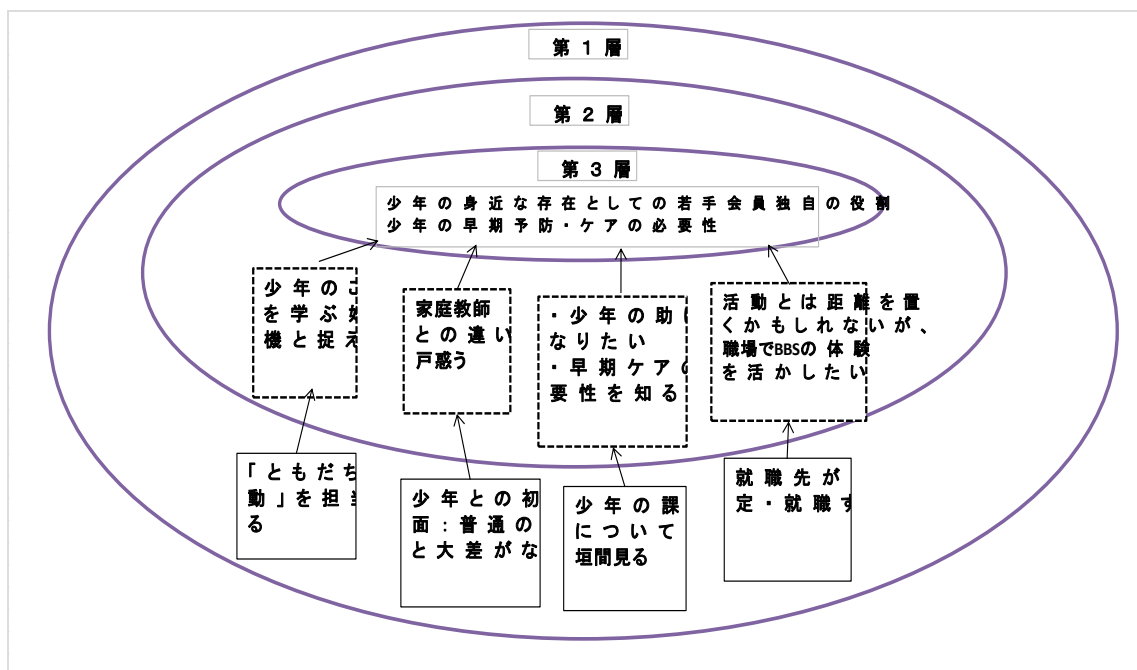 第1層
第2層
第3層
少年の身近な存在としての若手会員独自の役割
少年の早期予防・ケアの必要性
少年の
を学ぶ
機と捉え
家庭教師
との違い
戸惑う
・少年の助
なりたい
・早期ケア
要性を知る
活動とは距離を置
くかもしれないが、
職場でBBSの体験
を活かしたい
「ともだち
動」を担当
る
少年との初
面:普通の
と大差がな
少年の課
について
垣間見る
就職先が
定・就職す